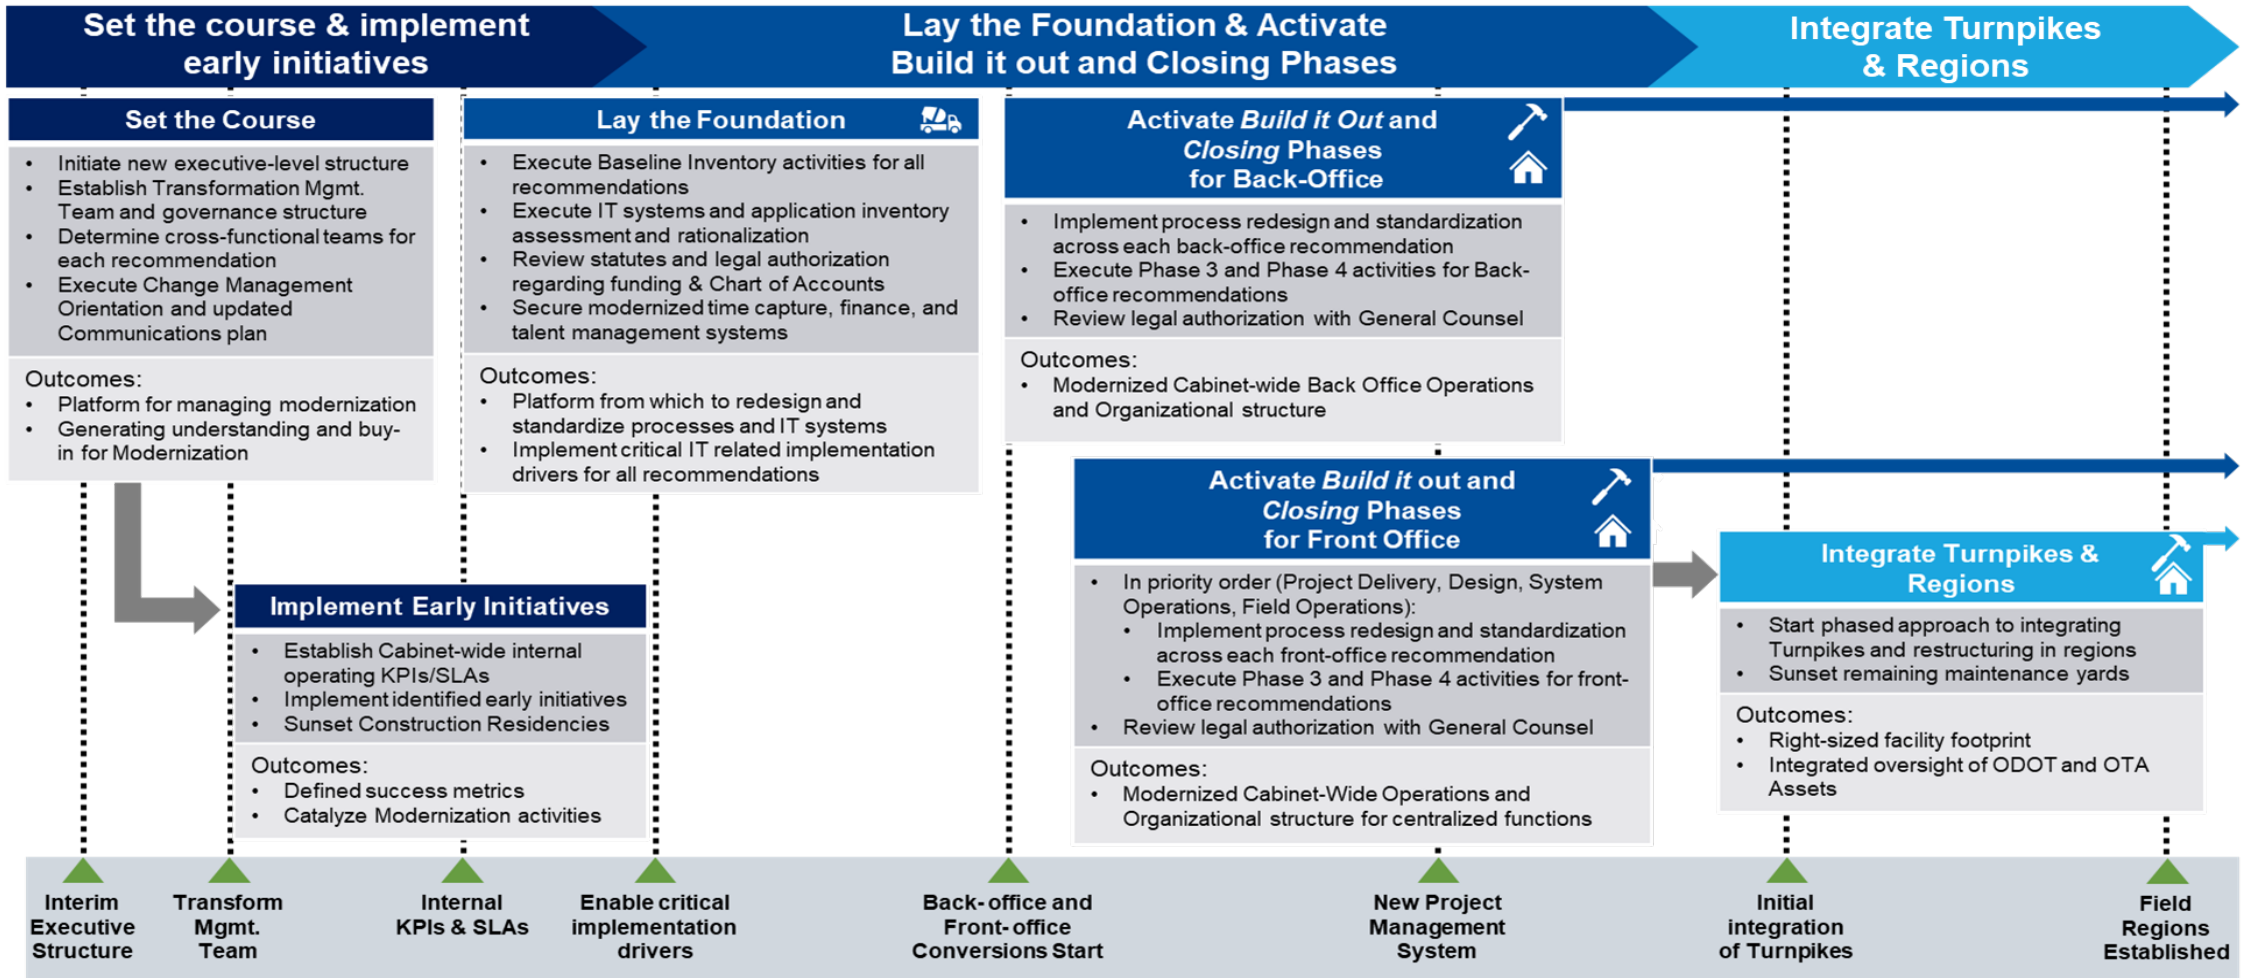 Set the course & implement
early initiatives
Lay the Foundation & Activate
Build it out and Closing Phases
Integrate Turnpikes
& Regions
Set the Course
• Initiate new executive-level structure
• Establish Transformation Mgmt.
Team and governance structure
• Determine cross-functional teams for
each recommendation
• Execute Change Management
Orientation and updated
Communications plan
Outcomes:
• Platform for managing modernization
• Generating understanding and buy-
in for Modernization
Implement Early Initiatives
• Establish Cabinet-wide internal
operating KPIs/SLAs
• Implement identified early initiatives
• Sunset Construction Residencies
Outcomes:
• Defined success metrics
• Catalyze Modernization activities
Lay the Foundation
• Execute Baseline Inventory activities for all
recommendations
• Execute IT systems and application inventory
assessment and rationalization
• Review statutes and legal authorization
regarding funding & Chart of Accounts
• Secure modernized time capture, finance, and
talent management systems
Outcomes:
• Platform from which to redesign and
standardize processes and IT systems
• Implement critical IT related implementation
drivers for all recommendations
Activate Build it Out and
Closing Phases
for Back-Office
• Implement process redesign and standardization
across each back-office recommendation
• Execute Phase 3 and Phase 4 activities for Back-
office recommendations
• Review legal authorization with General Counsel
Outcomes:
• Modernized Cabinet-wide Back Office Operations
and Organizational structure
Activate Build it out and
Closing Phases
for Front Office
• In priority order (Project Delivery, Design, System
Operations, Field Operations):
• Implement process redesign and standardization
across each front-office recommendation
• Execute Phase 3 and Phase 4 activities for front-
office recommendations
• Review legal authorization with General Counsel
Outcomes:
• Modernized Cabinet-Wide Operations and
Organizational structure for centralized functions
Integrate Turnpikes &
Regions
• Start phased approach to integrating
Turnpikes and restructuring in regions
• Sunset remaining maintenance yards
Outcomes:
• Right-sized facility footprint
• Integrated oversight of ODOT and OTA
Assets
Interim
Executive
Structure
Transform
Mgmt.
Team
Internal
KPIs & SLAs
Enable critical
implementation
drivers
Back-office and
Front-office
Conversions Start
New Project
Management
System
Initial
integration
of Turnpikes
Field
Regions
Established